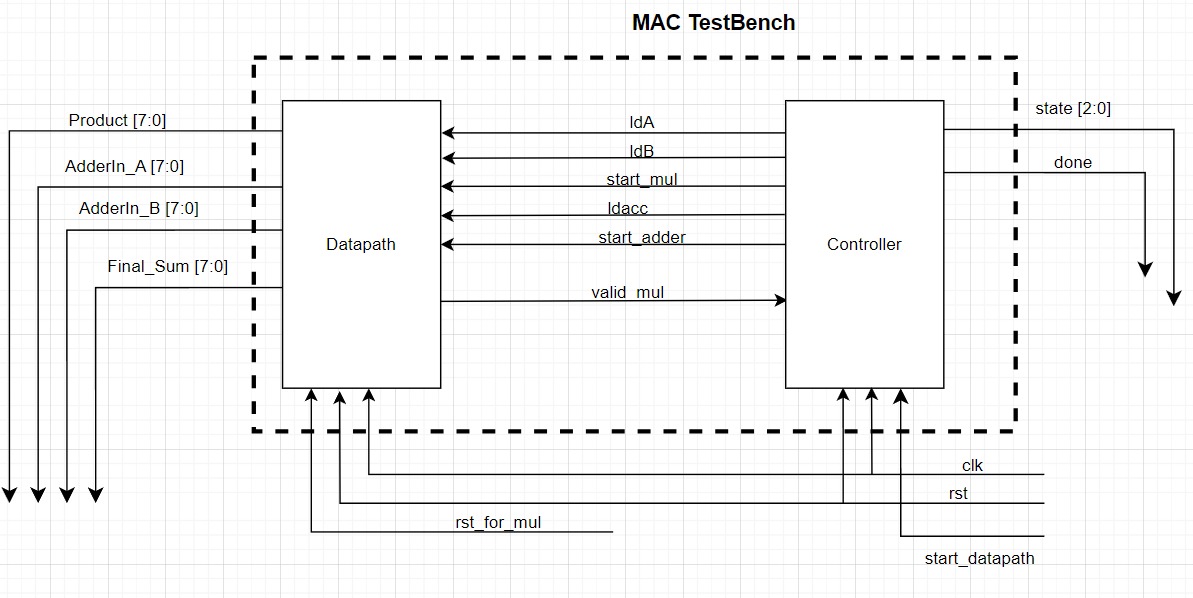 MAC TestBench
Product [7:0]
AdderIn_A [7:0]
AdderIn_B [7:0]
Final_Sum [7:0]
Datapath
ldA
ldB
start_mul
ldacc
start_adder
valid_mul
Controller
state [2:0]
done
clk
rst
rst_for_mul
start_datapath